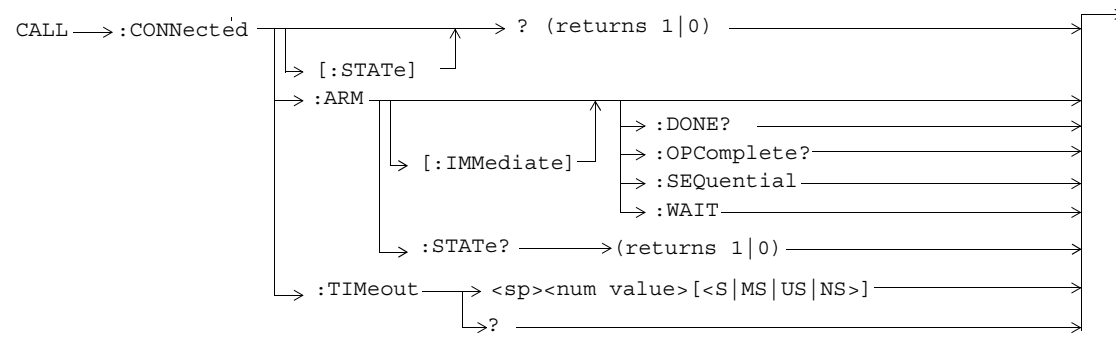 CALL :CONNected ? (returns 1|0)
[:STATe]
:ARM
:DONE?
:OPComplete?
[:IMMediate]
:SEQuential
:WAIT
:STATe? (returns 1|0)
:TIMeout <sp><num value>[<S|MS|US|NS>]
?